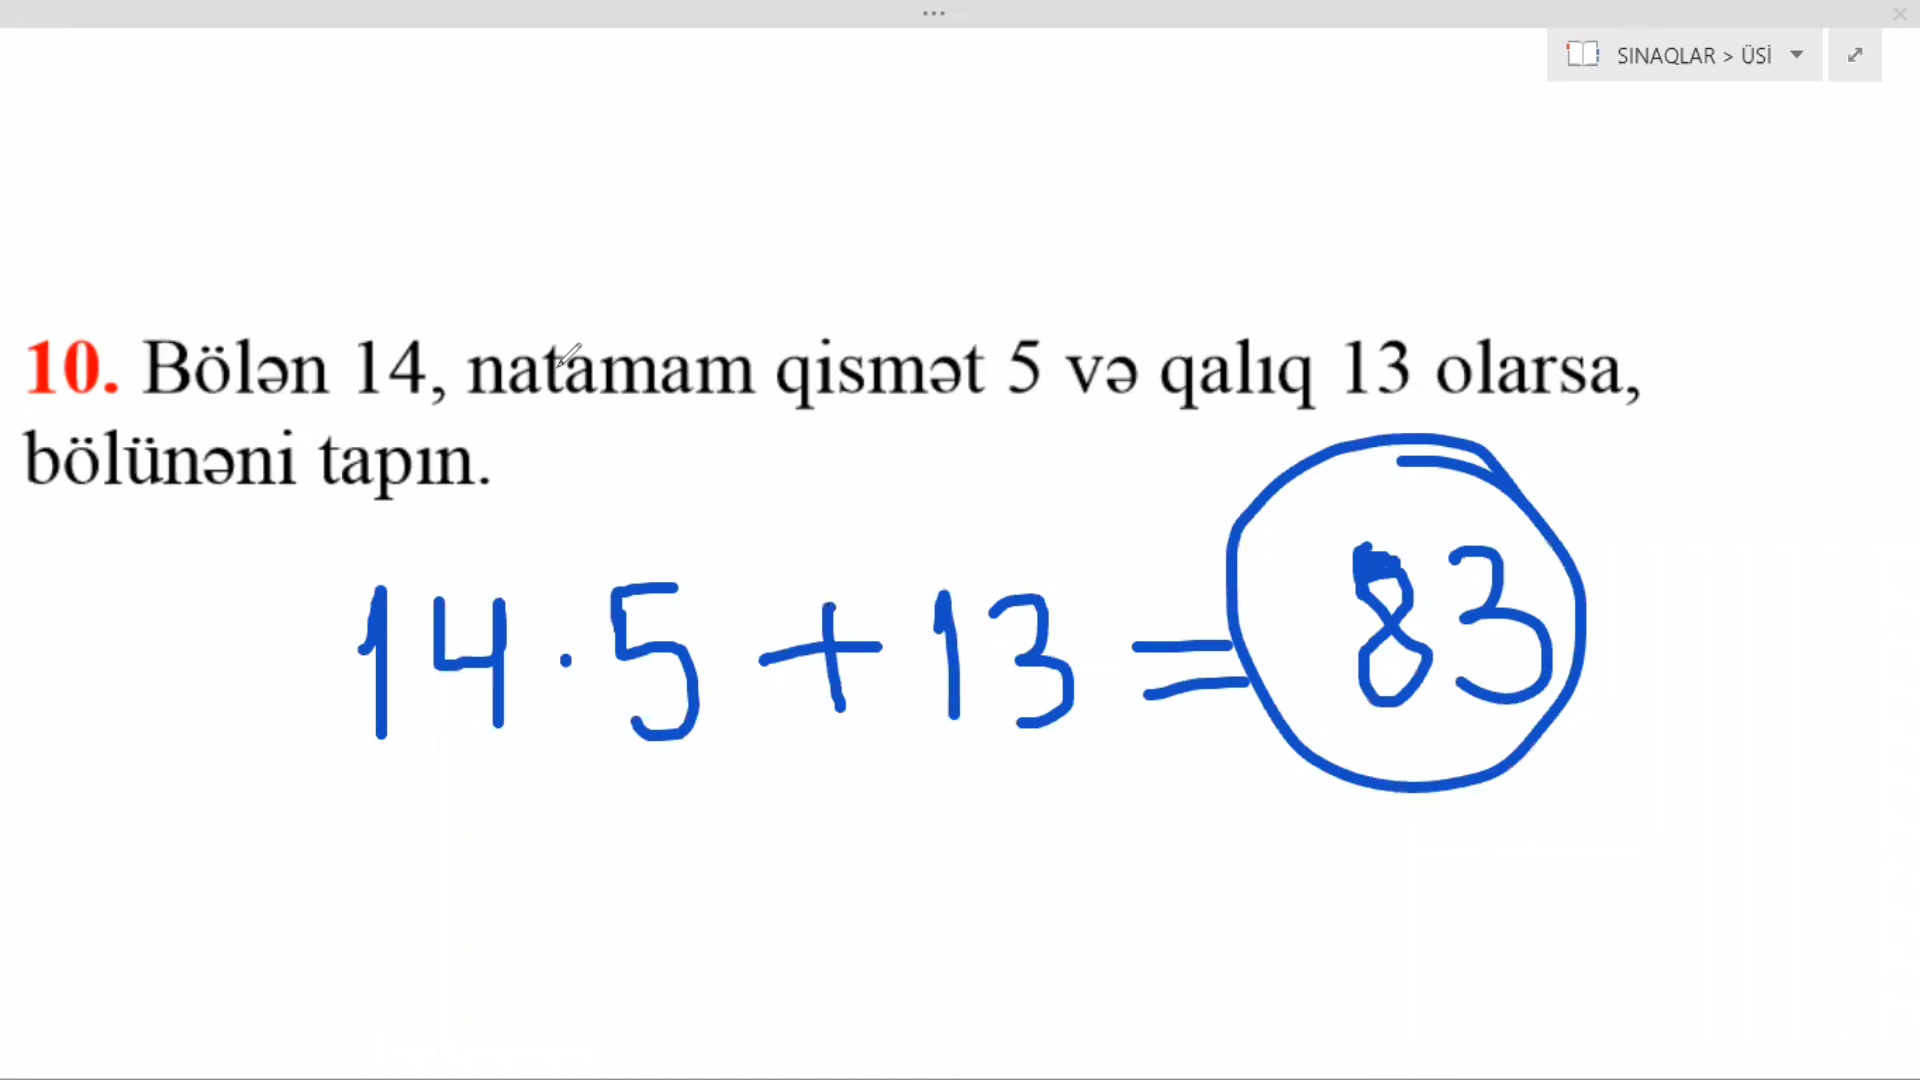 SINAQLAR > ÜSİ
10. Bölən 14, natamam qismət 5 və qalıq 13 olarsa,
bölünəni tapın.
14 · 5 + 13 = 83